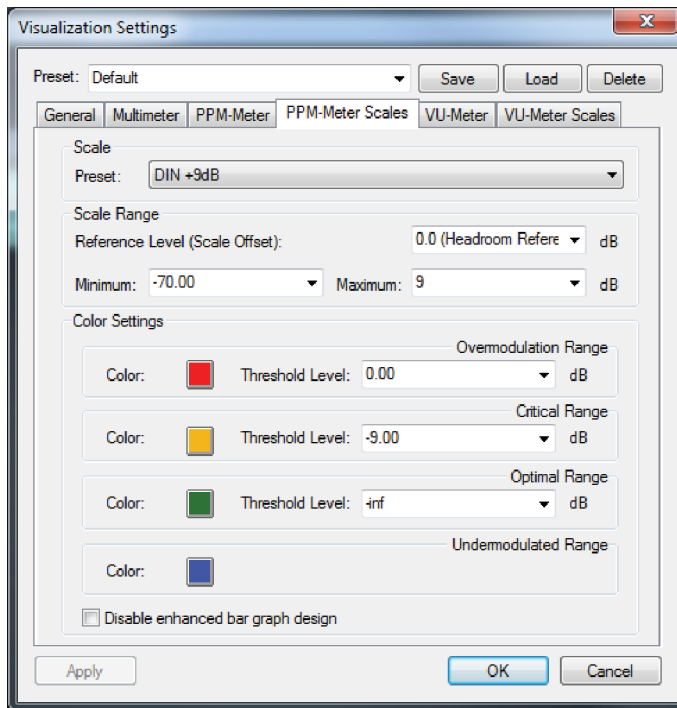 Visualization Settings
Preset: Default Save Load Delete
General Multimeter PPM-Meter PPM-Meter Scales VU-Meter VU-Meter Scales
Scale
Preset: DIN +9dB
Scale Range
Reference Level (Scale Offset): 0.0 (Headroom Refere dB
Minimum: -70.00 Maximum: 9 dB
Color Settings
Overmodulation Range
Color: Threshold Level: 0.00 dB
Critical Range
Color: Threshold Level: -9.00 dB
Optimal Range
Color: Threshold Level: -inf dB
Undermodulated Range
Color:
Disable enhanced bar graph design
Apply OK Cancel